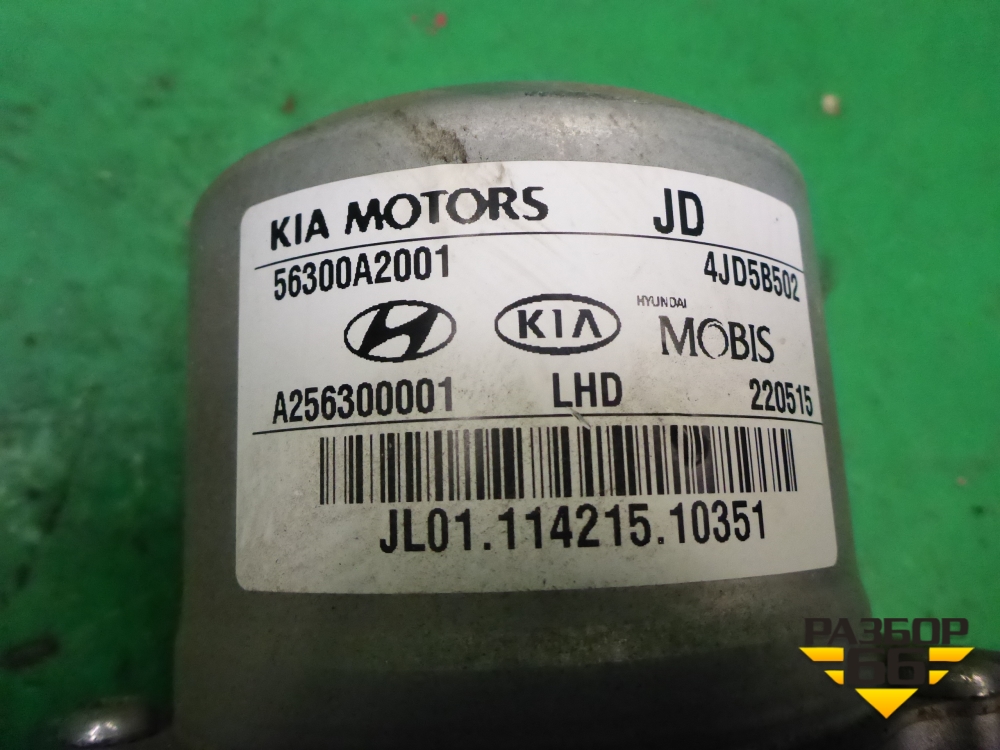 KIA MOTORS JD
56300A2001 4JD5B502
KIA HYUNDAI MOBIS
A256300001 LHD 220515
JL01.114215.10351
РАЗБОР
66